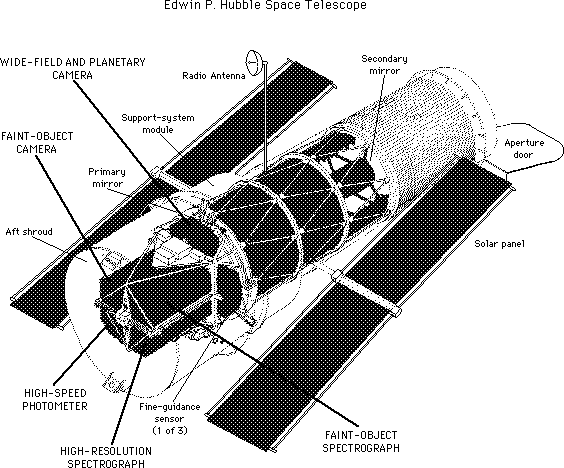 Edwin P. Hubble Space Telescope
WIDE-FIELD AND PLANETARY
CAMERA
Radio Antenna
Secondary
mirror
Support-system
module
FAINT-OBJECT
CAMERA
Aperture
door
Primary
mirror
Aft shroud
Solar panel
HIGH-SPEED
PHOTOMETER
Fine-guidance
sensor
(1 of 3)
FAINT-OBJECT
SPECTROGRAPH
HIGH-RESOLUTION
SPECTROGRAPH